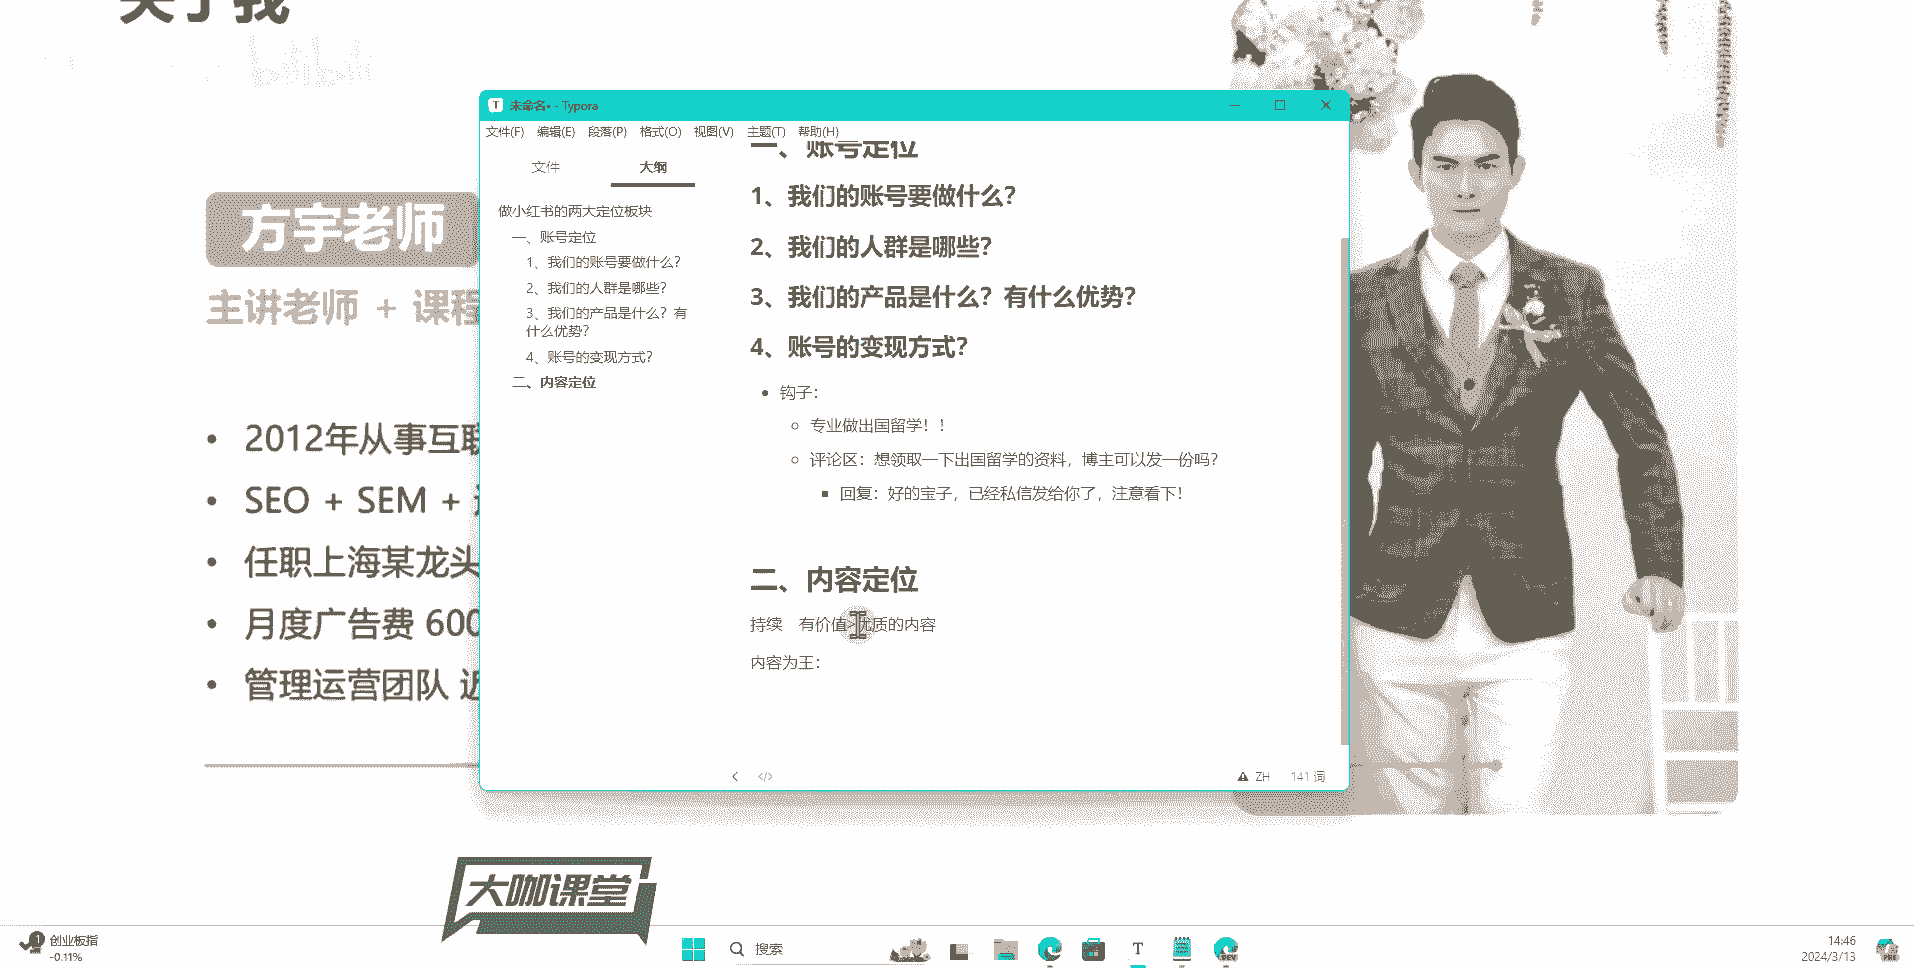 关于我
bilibili
方宇老师
主讲老师 + 课程
2012年从事互联
SEO + SEM +
任职上海某龙头
月度广告费 600
管理运营团队 近
未命名• - Typora
文件(F) 编辑(E) 段落(P) 格式(O) 视图(V) 主题(T) 帮助(H)
文件 大纲
做小红书的两大定位板块
一、账号定位
1、我们的账号要做什么？
2、我们的人群是哪些？
3、我们的产品是什么？有
什么优势？
4、账号的变现方式？
二、内容定位
一、账号定位
1、我们的账号要做什么？
2、我们的人群是哪些？
3、我们的产品是什么？有什么优势？
4、账号的变现方式？
钩子：
专业做出国留学！！
评论区：想领取一下出国留学的资料，博主可以发一份吗？
回复：好的宝子，已经私信发给你了，注意看下！
二、内容定位
持续 有价值>优质的内容
内容为王：
</> ZH 141 词
大咖课堂
1 创业板指
-0.11%
搜索
T
DEV
14:46
2024/3/13
PRE